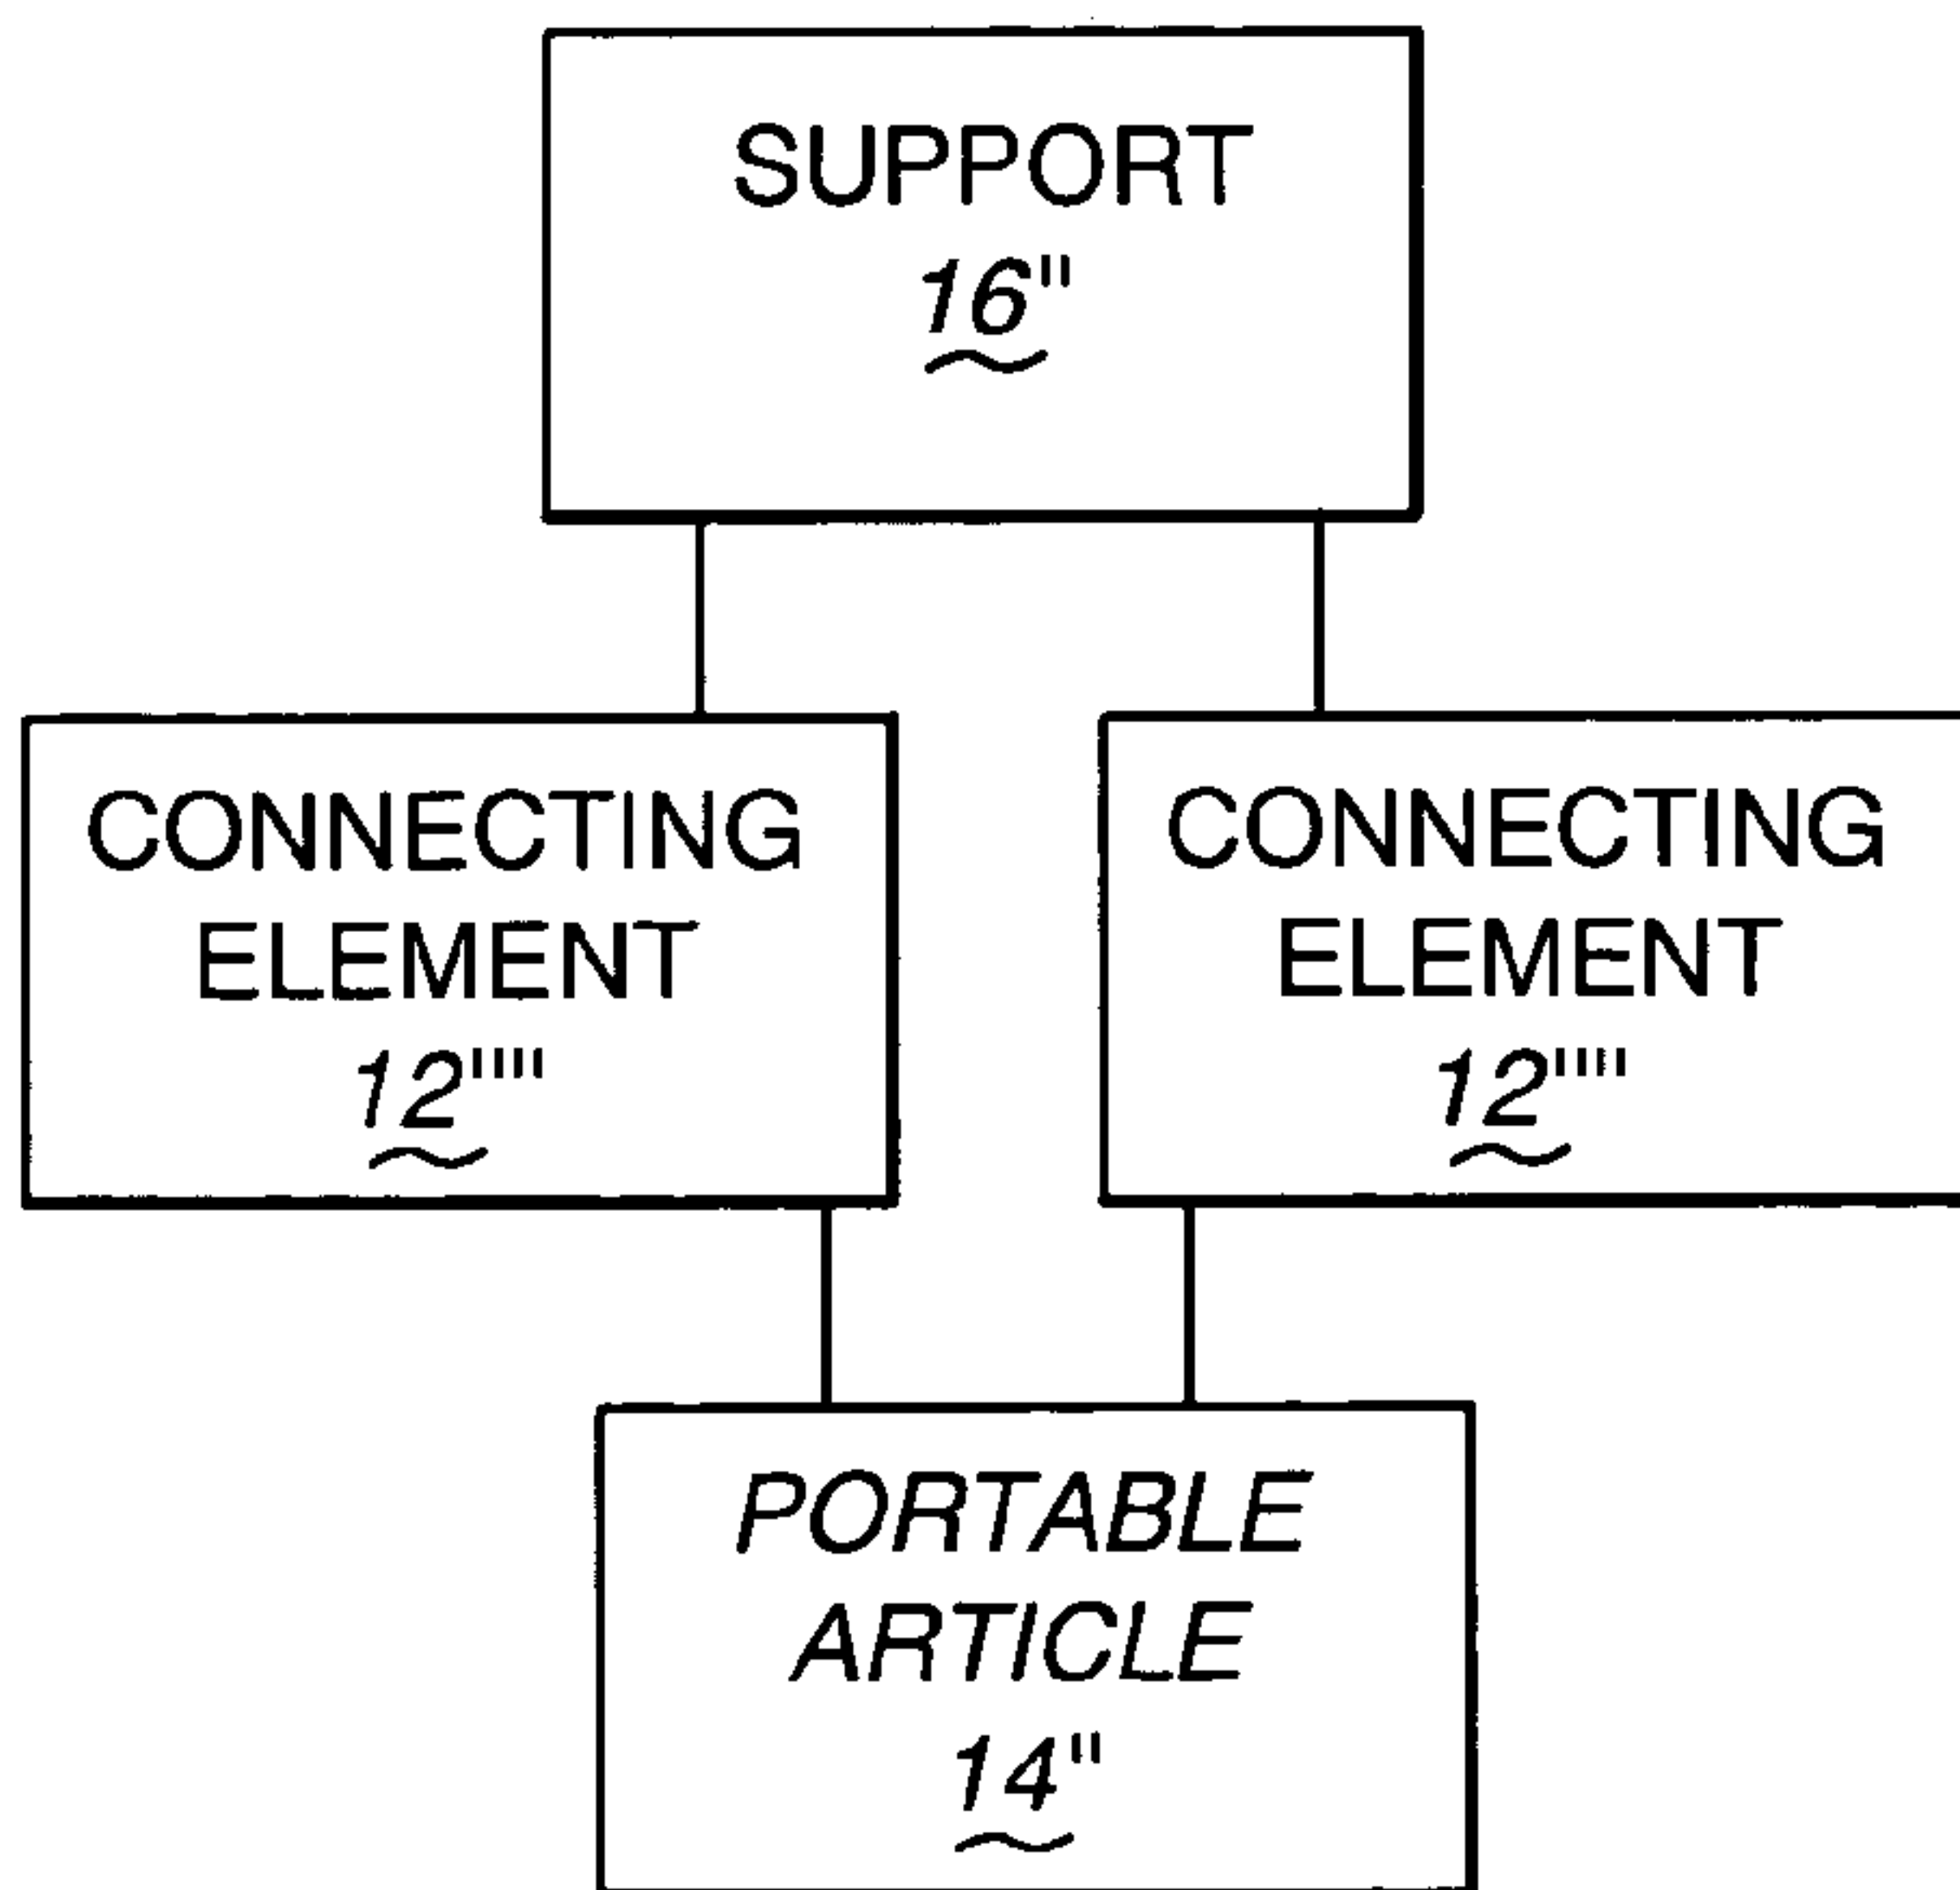 SUPPORT
16"
CONNECTING
ELEMENT
12""
CONNECTING
ELEMENT
12""
PORTABLE
ARTICLE
14"